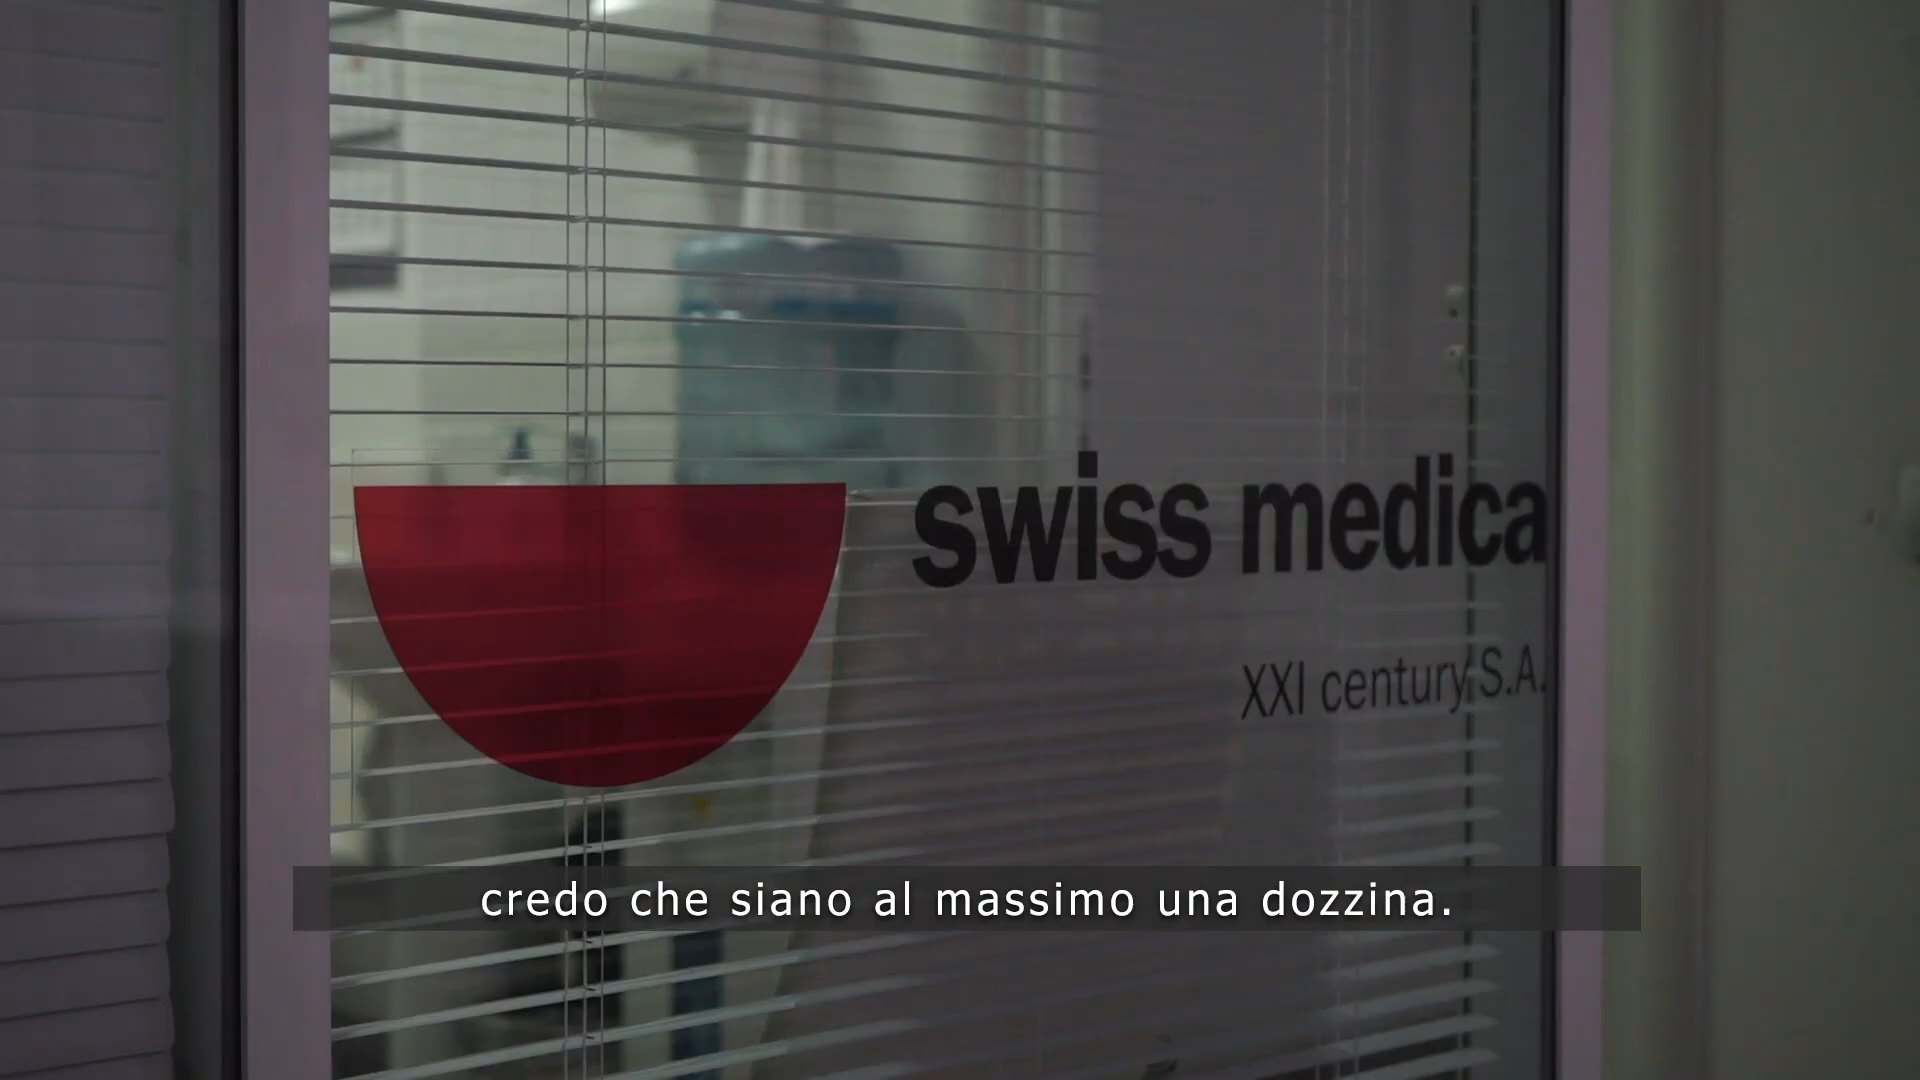 swiss medica
XXI century S.A.
credo che siano al massimo una dozzina.